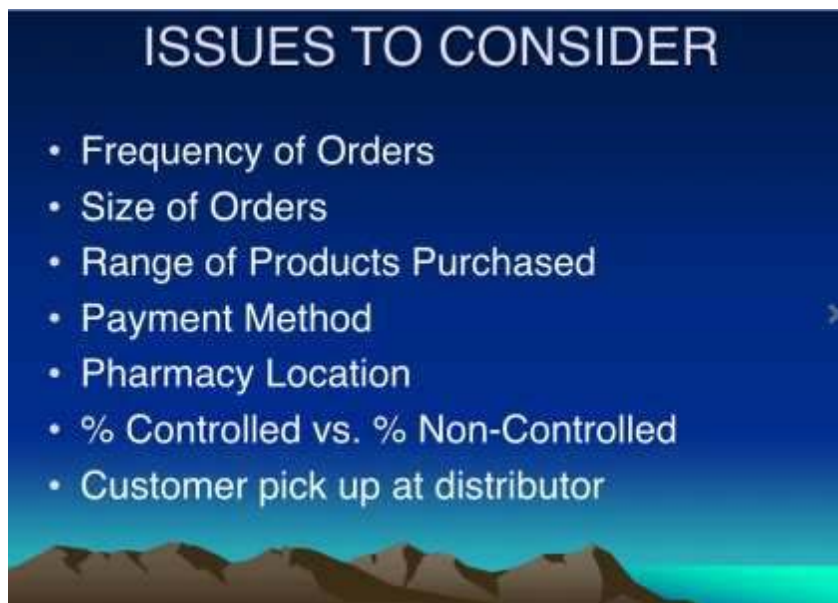 ISSUES TO CONSIDER
• Frequency of Orders
• Size of Orders
• Range of Products Purchased
• Payment Method
• Pharmacy Location
• % Controlled vs. % Non-Controlled
• Customer pick up at distributor